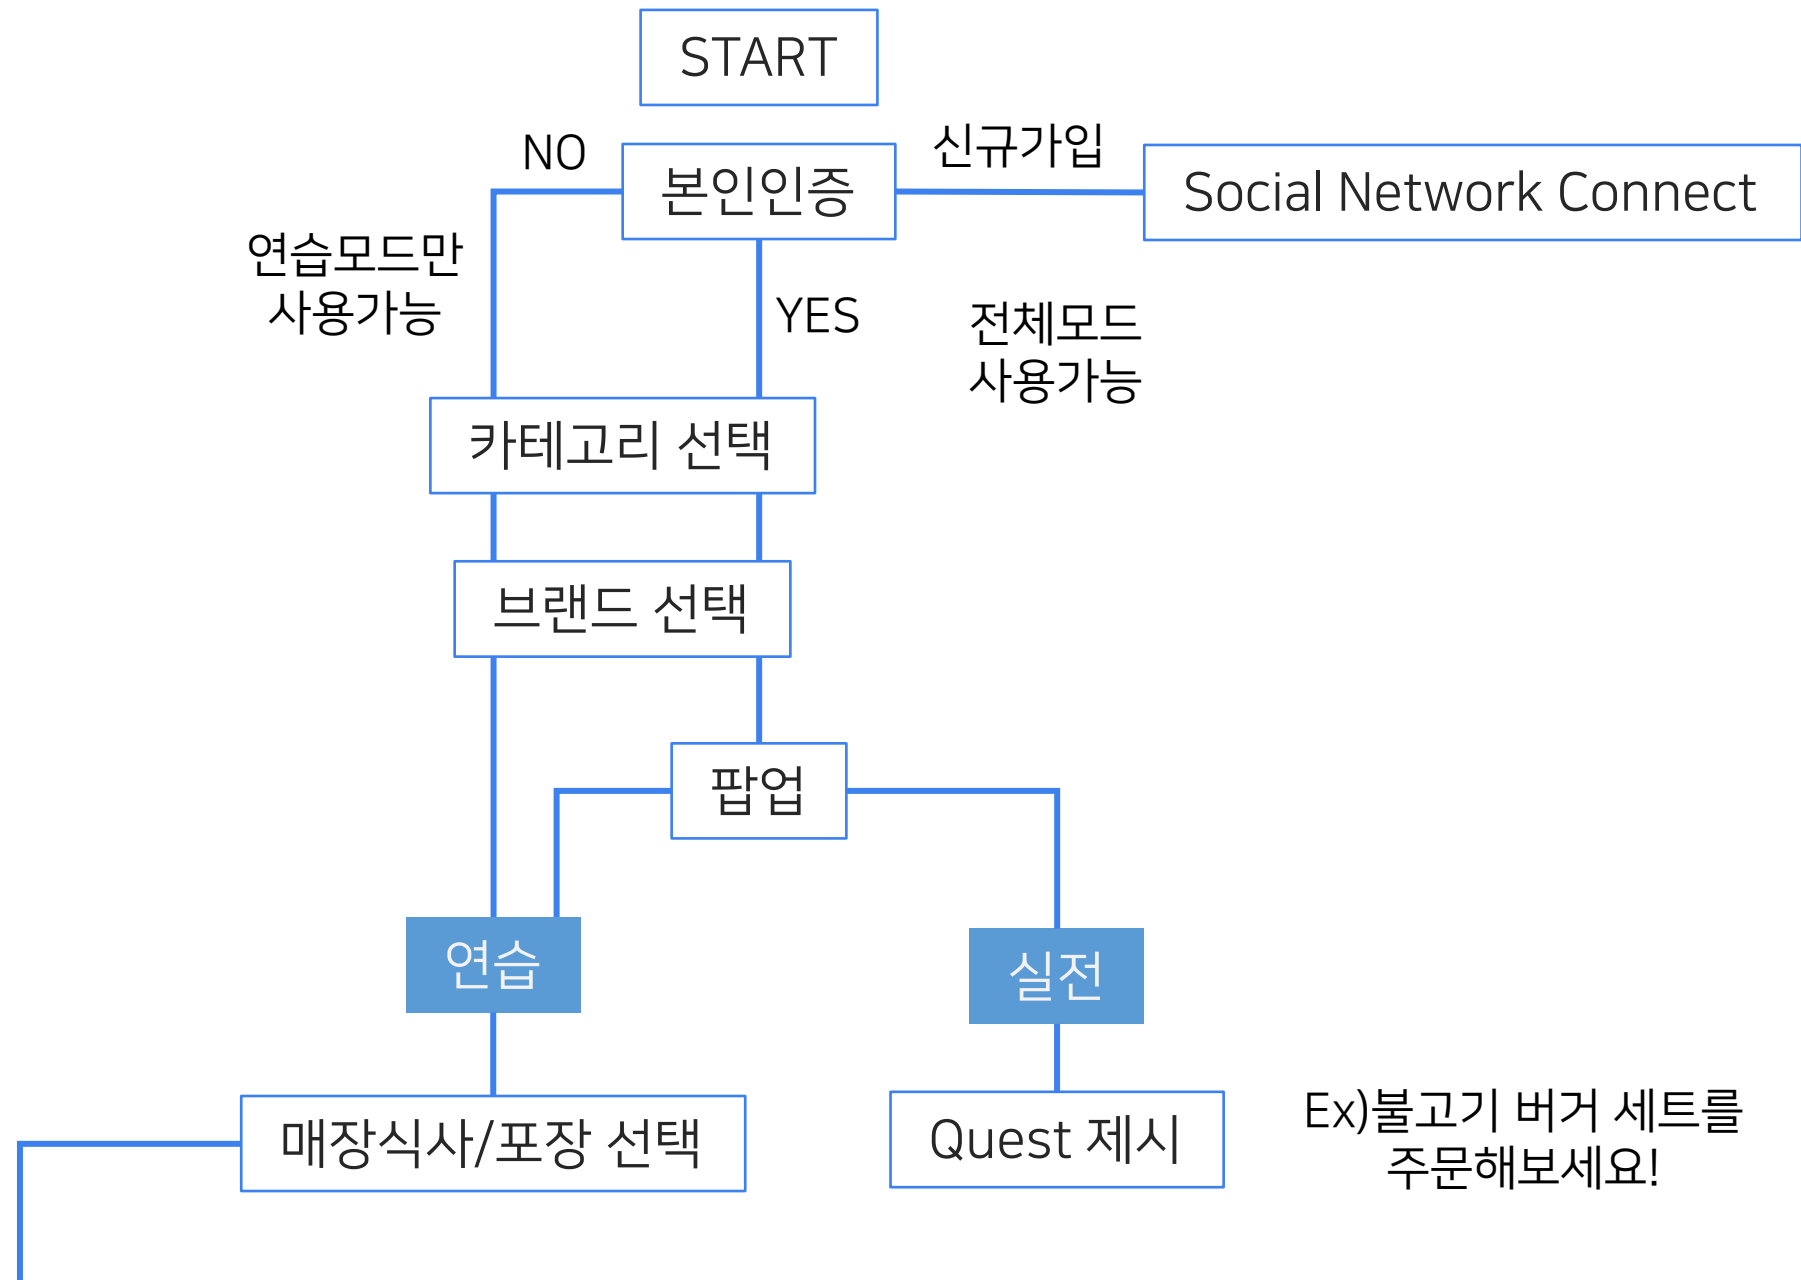 START
NO
신규가입
본인인증
Social Network Connect
연습모드만
사용가능
YES
전체모드
사용가능
카테고리 선택
브랜드 선택
팝업
연습
실전
매장식사/포장 선택
Quest 제시
Ex)불고기 버거 세트를
주문해보세요!